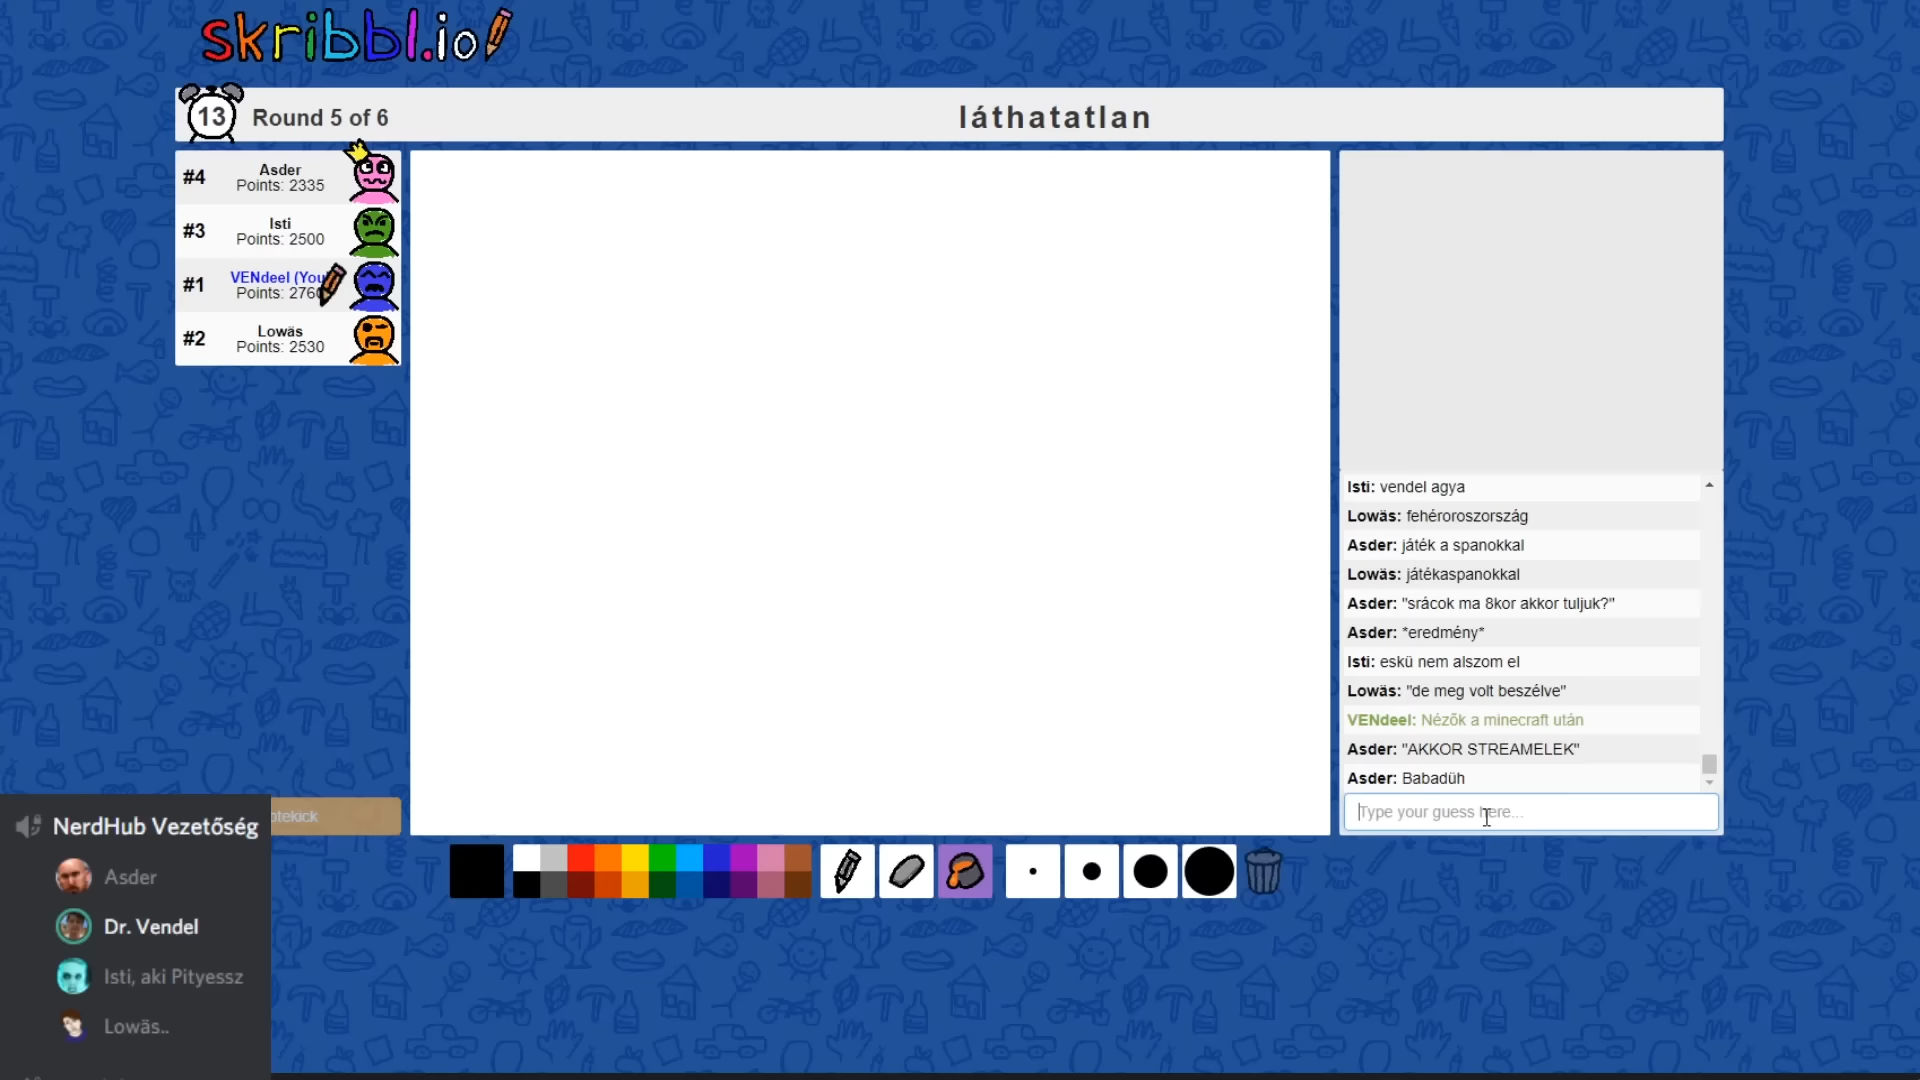 skribbl.io
13
Round 5 of 6
láthatatlan
#4
Asder
Points: 2335
#3
Isti
Points: 2500
#1
VENdeel (You
Points: 276
#2
Lowäs
Points: 2530
Isti: vendel agya
Lowäs: fehéroroszország
Asder: játék a spanokkal
Lowäs: játékaspanokkal
Asder: "srácok ma 8kor akkor tuljuk?"
Asder: *eredmény*
Isti: eskü nem alszom el
Lowäs: "de meg volt beszélve"
VENdeel: Nézők a minecraft után
Asder: "AKKOR STREAMELEK"
Asder: Babadüh
Type your guess here...
NerdHub Vezetőség
Asder
Dr. Vendel
Isti, aki Pityessz
Lowäs..